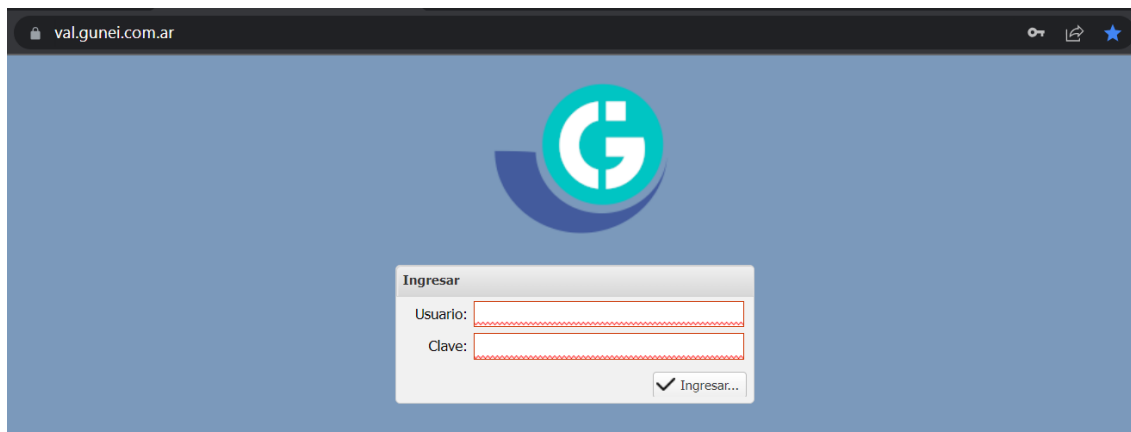 val.gunei.com.ar
G
Ingresar
Usuario:
Clave:
Ingresar...